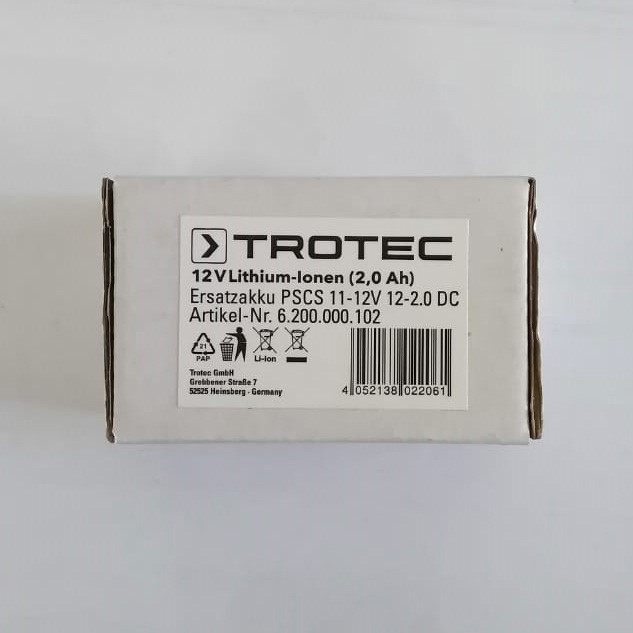 TROTEC
12 V Lithium-Ionen (2,0 Ah)
Ersatzakku PSCS 11-12V 12-2.0 DC
Artikel-Nr. 6.200.000.102
21
PAP
Li-Ion
Trotec GmbH
Grebbener Straße 7
52525 Heinsberg - Germany
4 052138 022061